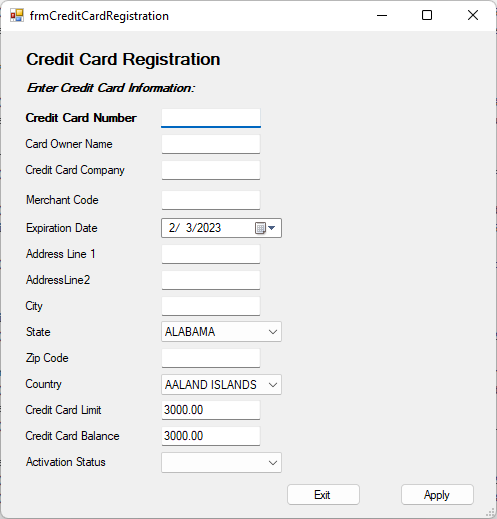 frmCreditCardRegistration
Credit Card Registration
Enter Credit Card Information:
Credit Card Number
Card Owner Name
Credit Card Company
Merchant Code
Expiration Date 2/ 3/2023
Address Line 1
AddressLine2
City
State ALABAMA
Zip Code
Country AALAND ISLANDS
Credit Card Limit 3000.00
Credit Card Balance 3000.00
Activation Status
Exit Apply